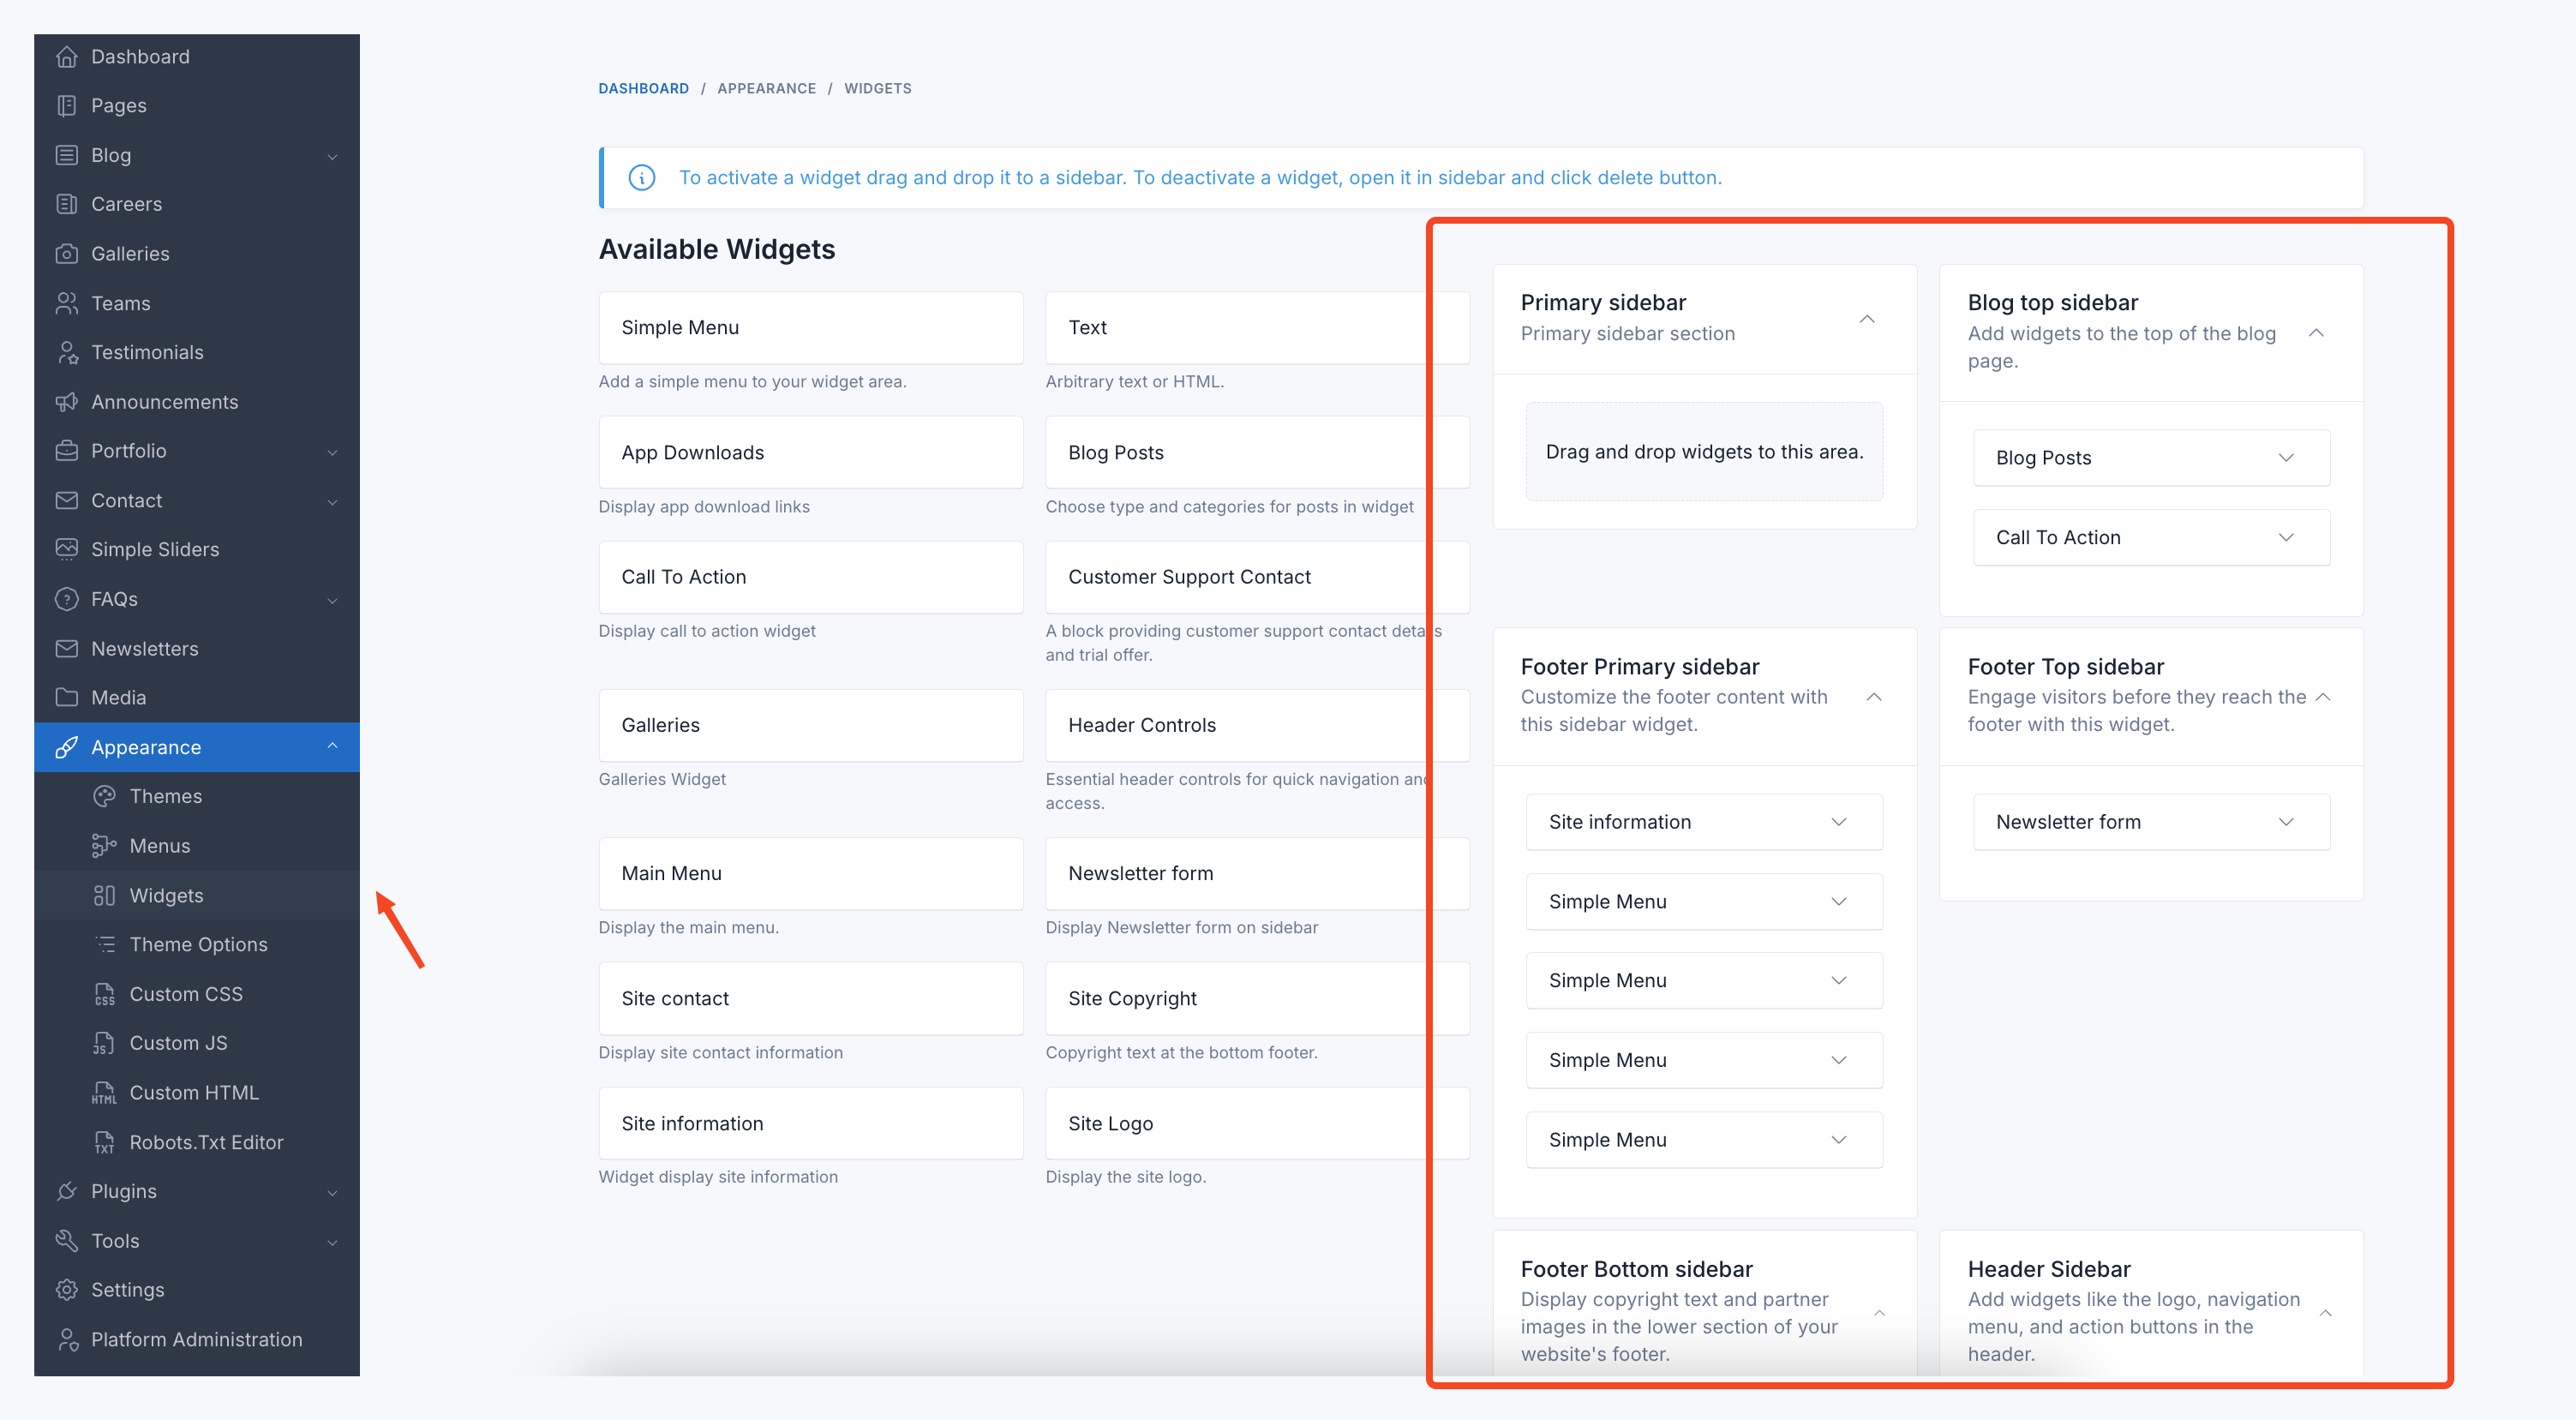 Dashboard
Pages
Blog
Careers
Galleries
Teams
Testimonials
Announcements
Portfolio
Contact
Simple Sliders
FAQs
Newsletters
Media
Appearance
Themes
Menus
Widgets
Theme Options
CSS Custom CSS
JS Custom JS
HTML Custom HTML
TXT Robots.Txt Editor
Plugins
Tools
Settings
Platform Administration
DASHBOARD / APPEARANCE / WIDGETS
To activate a widget drag and drop it to a sidebar. To deactivate a widget, open it in sidebar and click delete button.
Available Widgets
Simple Menu
Add a simple menu to your widget area.
Text
Arbitrary text or HTML.
App Downloads
Display app download links
Blog Posts
Choose type and categories for posts in widget
Call To Action
Display call to action widget
Customer Support Contact
A block providing customer support contact details
and trial offer.
Galleries
Galleries Widget
Header Controls
Essential header controls for quick navigation and
access.
Main Menu
Display the main menu.
Newsletter form
Display Newsletter form on sidebar
Site contact
Display site contact information
Site Copyright
Copyright text at the bottom footer.
Site information
Widget display site information
Site Logo
Display the site logo.
Primary sidebar
Primary sidebar section
Drag and drop widgets to this area.
Blog top sidebar
Add widgets to the top of the blog
page.
Blog Posts
Call To Action
Footer Primary sidebar
Customize the footer content with
this sidebar widget.
Site information
Simple Menu
Simple Menu
Simple Menu
Simple Menu
Footer Top sidebar
Engage visitors before they reach the
footer with this widget.
Newsletter form
Footer Bottom sidebar
Display copyright text and partner
images in the lower section of your
website's footer.
Header Sidebar
Add widgets like the logo, navigation
menu, and action buttons in the
header.